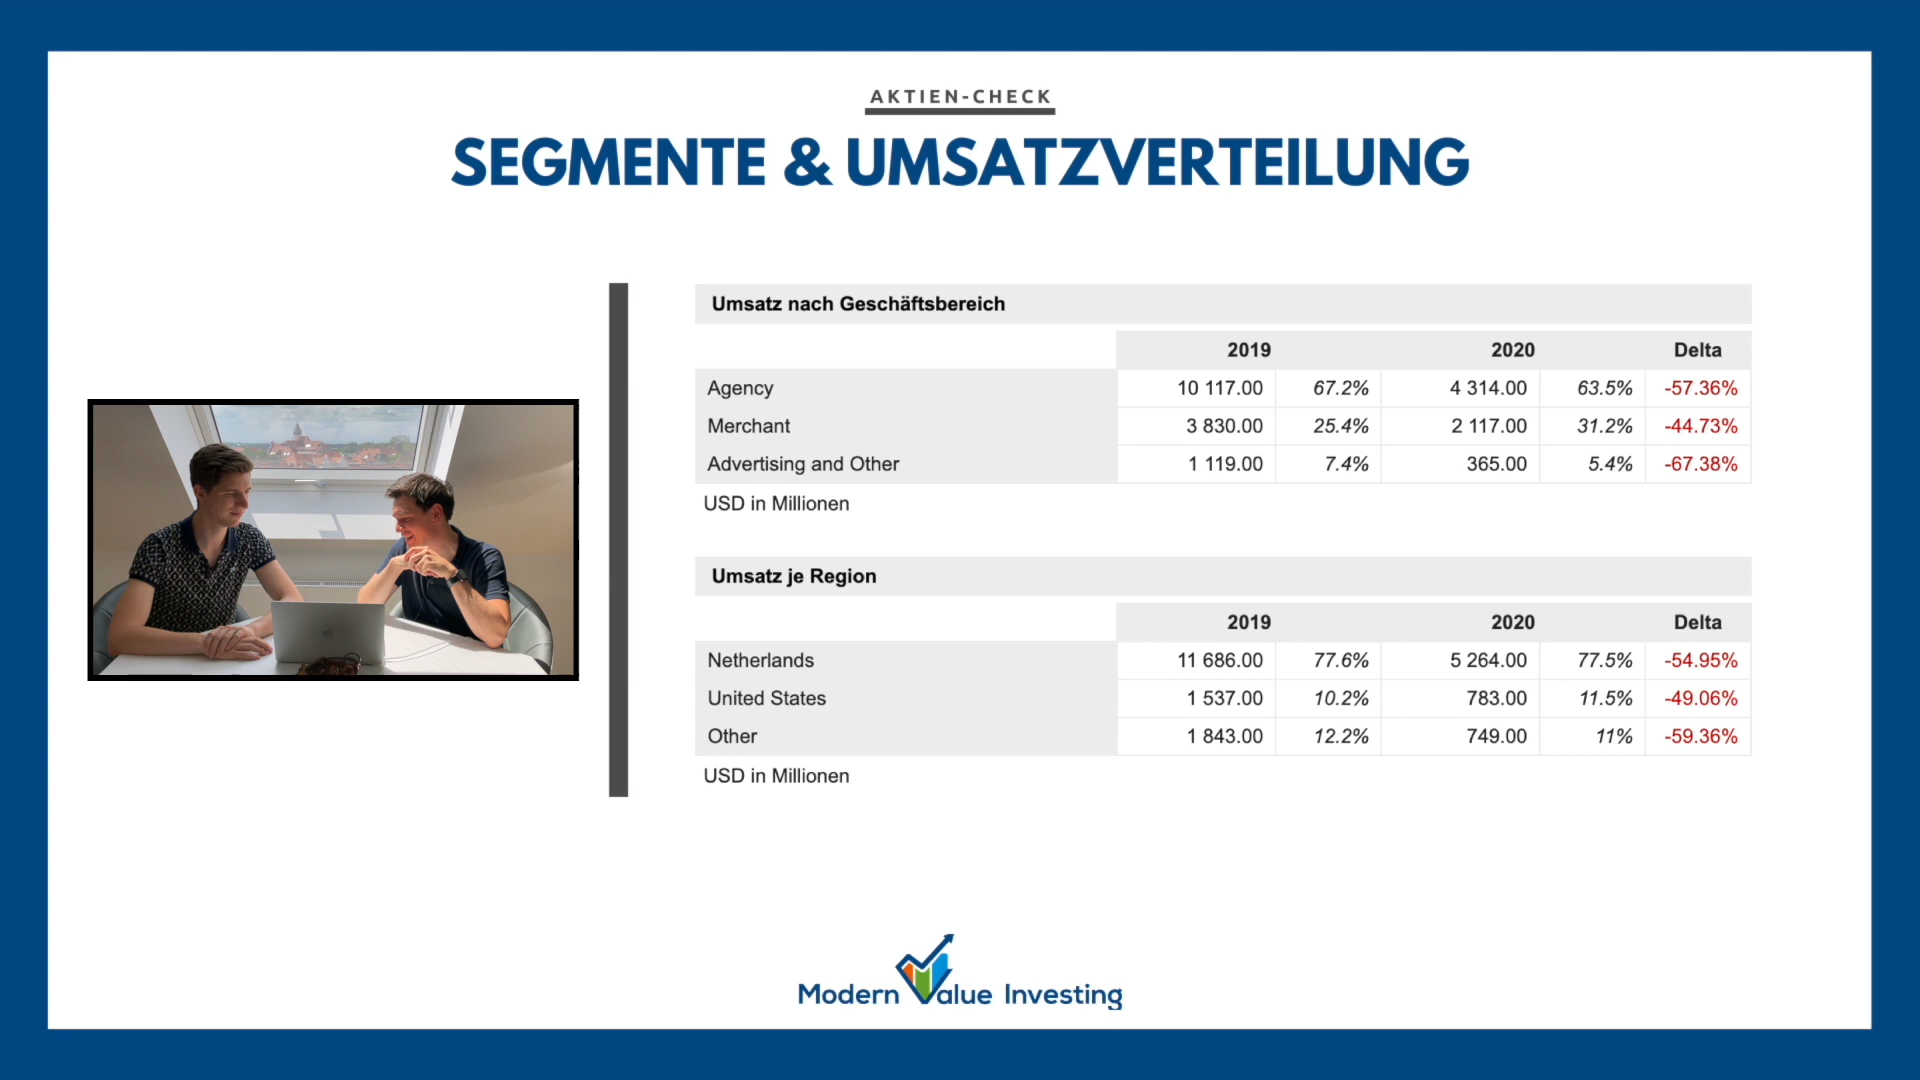 AKTIEN-CHECK
SEGMENTE & UMSATZVERTEILUNG
Umsatz nach Geschäftsbereich
2019 2020 Delta
Agency 10 117.00 67.2% 4 314.00 63.5% -57.36%
Merchant 3 830.00 25.4% 2 117.00 31.2% -44.73%
Advertising and Other 1 119.00 7.4% 365.00 5.4% -67.38%
USD in Millionen
Umsatz je Region
2019 2020 Delta
Netherlands 11 686.00 77.6% 5 264.00 77.5% -54.95%
United States 1 537.00 10.2% 783.00 11.5% -49.06%
Other 1 843.00 12.2% 749.00 11% -59.36%
USD in Millionen
Modern Value Investing